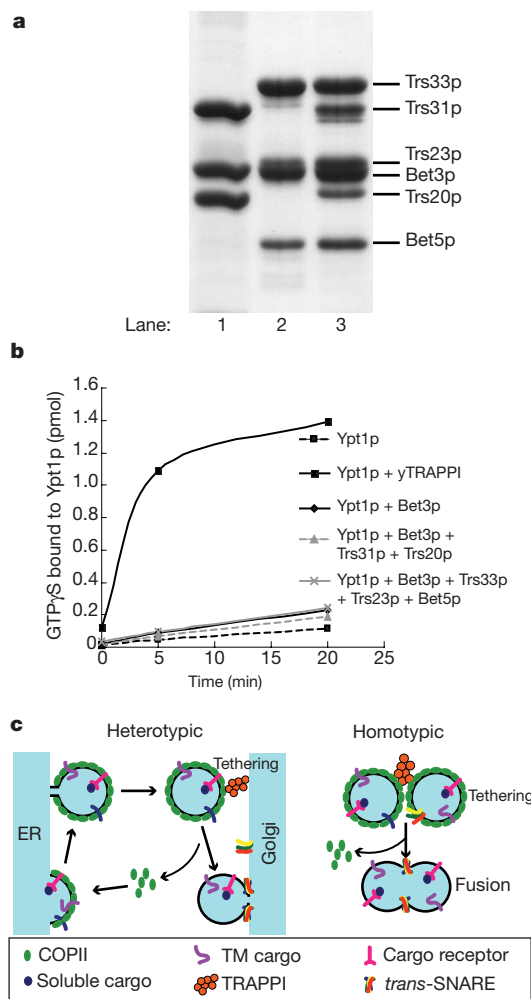 a
Trs33p
Trs31p
Trs23p
Bet3p
Trs20p
Bet5p
Lane: 1 2 3
b
GTPγS bound to Ypt1p (pmol)
1.6
1.4
1.2
1.0
0.8
0.6
0.4
0.2
0
0 5 10 15 20 25
Time (min)
Ypt1p
Ypt1p + yTRAPPI
Ypt1p + Bet3p
Ypt1p + Bet3p +
Trs31p + Trs20p
Ypt1p + Bet3p + Trs33p
+ Trs23p + Bet5p
c
Heterotypic
Homotypic
Tethering
Tethering
ER
Golgi
Fusion
COPII
TM cargo
Cargo receptor
Soluble cargo
TRAPPI
trans-SNARE